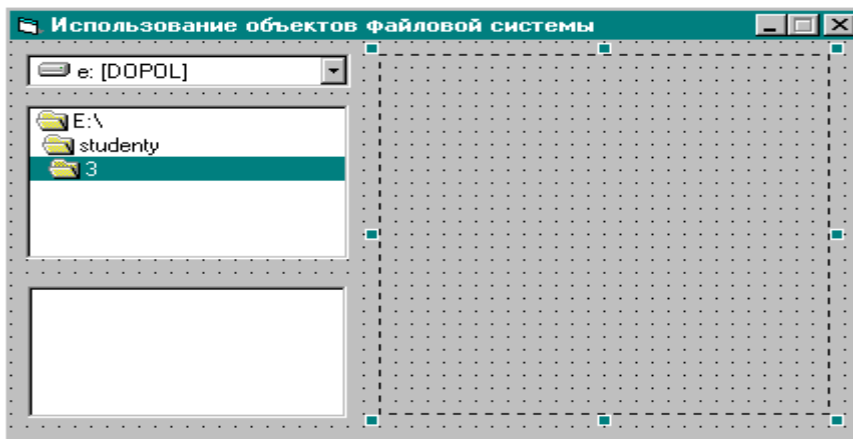 Использование объектов файловой системы
e: [DOPOL]
E:\
studenty
3